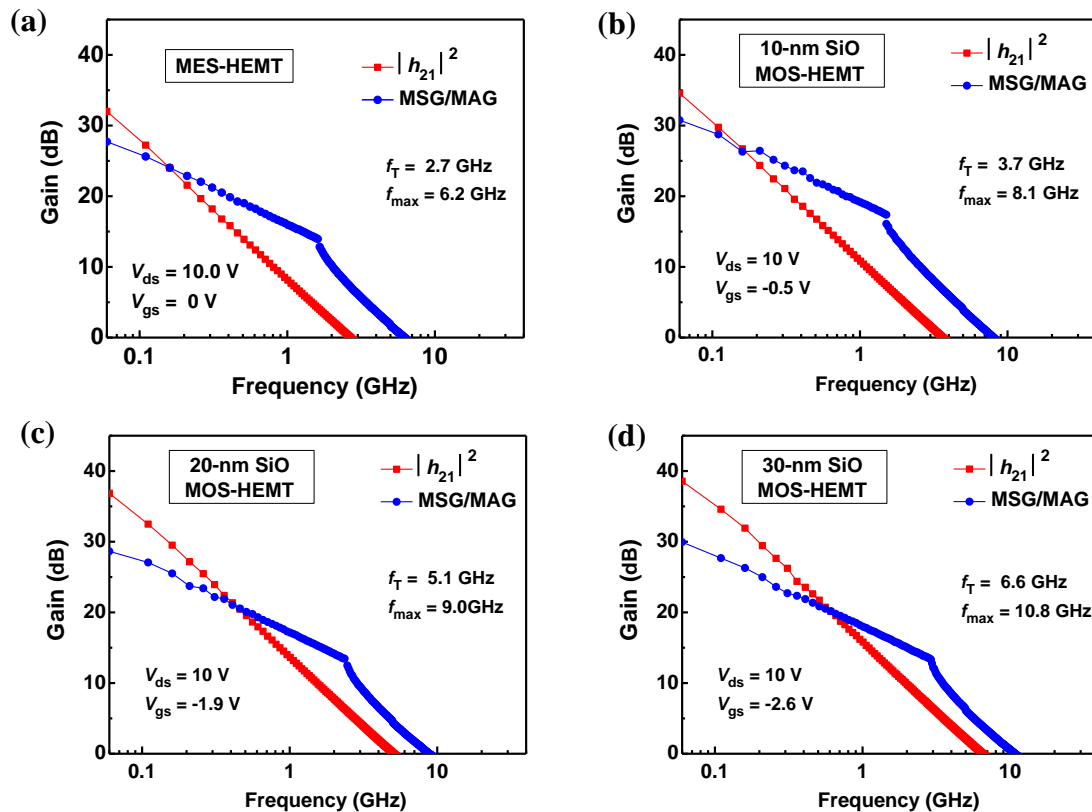 (a)
MES-HEMT
|h21|²
MSG/MAG
fT = 2.7 GHz
fmax = 6.2 GHz
Vds = 10.0 V
Vgs = 0 V
Gain (dB)
40
30
20
10
0
0.1 1 10
Frequency (GHz)
(b)
10-nm SiO
MOS-HEMT
|h21|²
MSG/MAG
fT = 3.7 GHz
fmax = 8.1 GHz
Vds = 10 V
Vgs = -0.5 V
Gain (dB)
40
30
20
10
0
0.1 1 10
Frequency (GHz)
(c)
20-nm SiO
MOS-HEMT
|h21|²
MSG/MAG
fT = 5.1 GHz
fmax = 9.0GHz
Vds = 10 V
Vgs = -1.9 V
Gain (dB)
40
30
20
10
0
0.1 1 10
Frequency (GHz)
(d)
30-nm SiO
MOS-HEMT
|h21|²
MSG/MAG
fT = 6.6 GHz
fmax = 10.8 GHz
Vds = 10 V
Vgs = -2.6 V
Gain (dB)
40
30
20
10
0
0.1 1 10
Frequency (GHz)